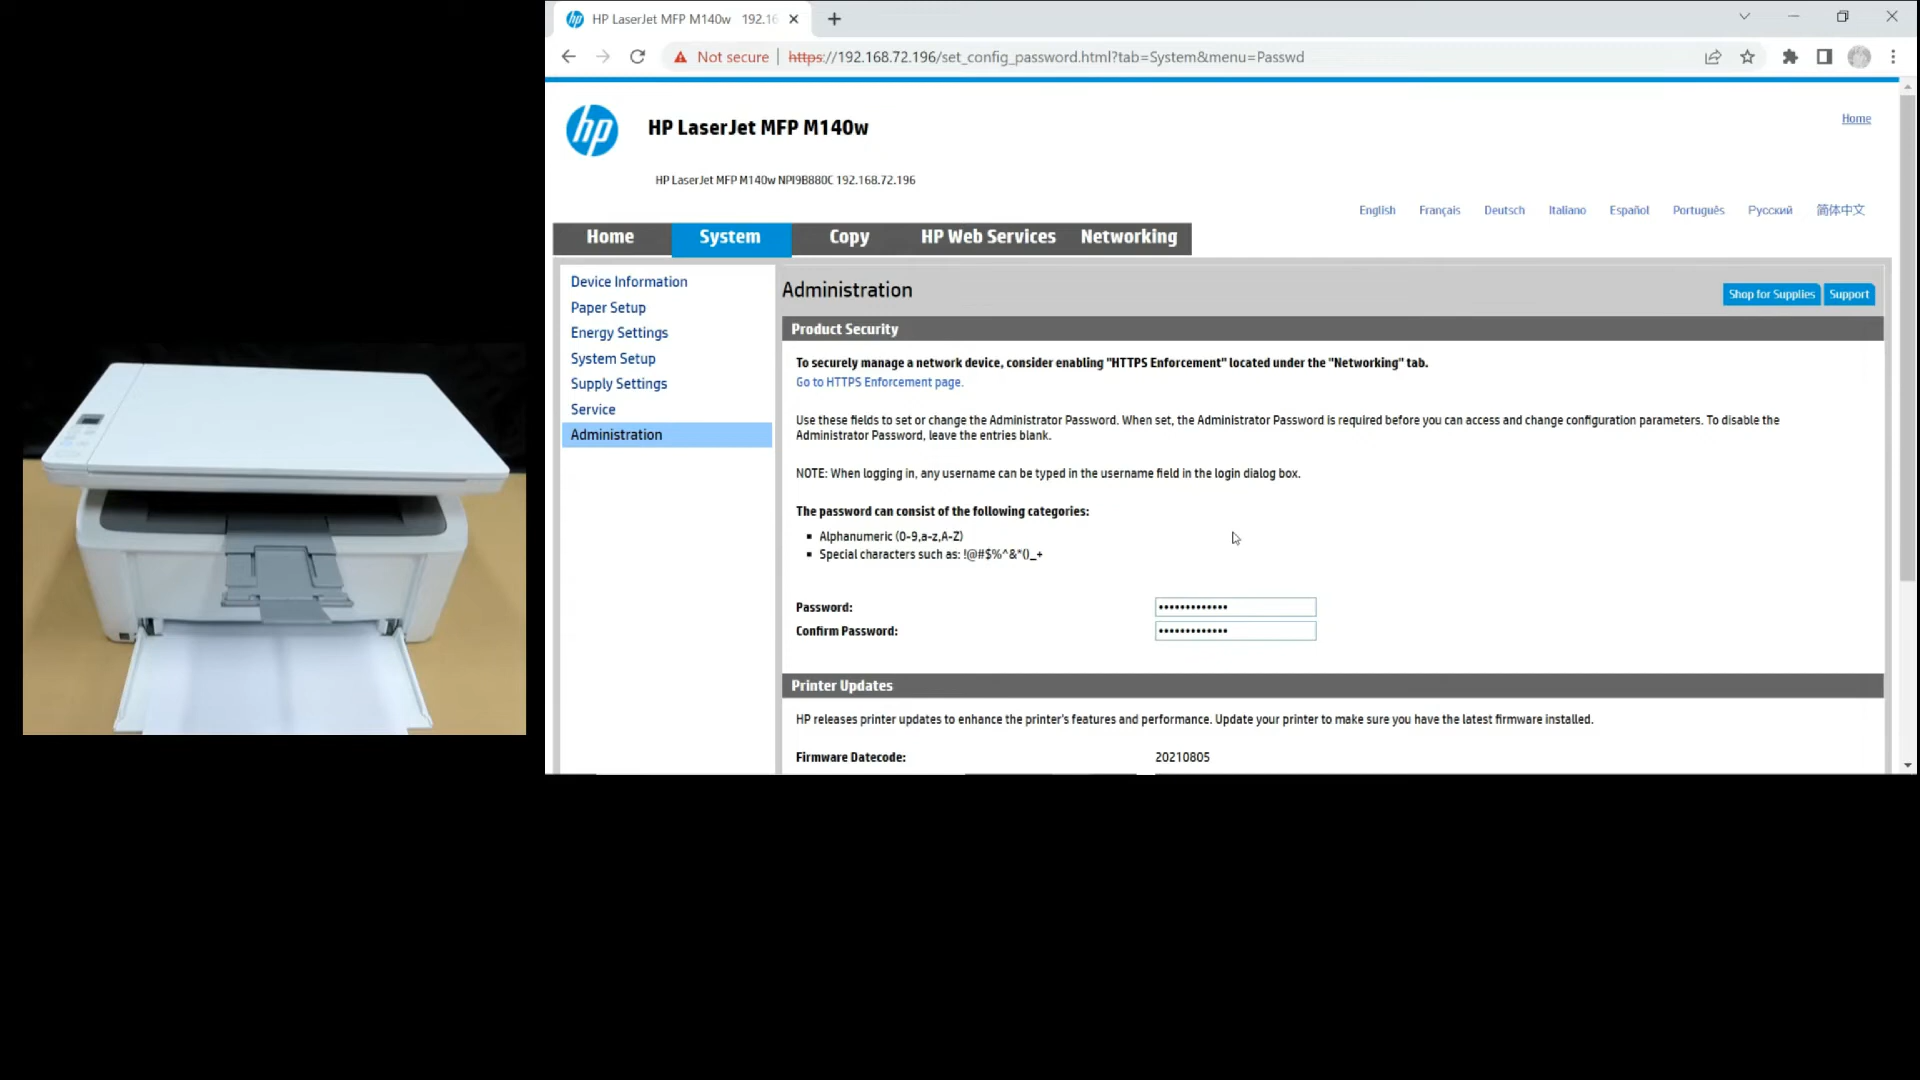 HP LaserJet MFP M140w 192.16
Not secure https://192.168.72.196/set_config_password.html?tab=System&menu=Passwd
hp
HP LaserJet MFP M140w
Home
HP LaserJet MFP M140w NPI9B880C 192.168.72.196
English Français Deutsch Italiano Español Português Русский 简体中文
Home System Copy HP Web Services Networking
Device Information
Paper Setup
Energy Settings
System Setup
Supply Settings
Service
Administration
Administration
Shop for Supplies Support
Product Security
To securely manage a network device, consider enabling "HTTPS Enforcement" located under the "Networking" tab.
Go to HTTPS Enforcement page.
Use these fields to set or change the Administrator Password. When set, the Administrator Password is required before you can access and change configuration parameters. To disable the
Administrator Password, leave the entries blank.
NOTE: When logging in, any username can be typed in the username field in the login dialog box.
The password can consist of the following categories:
Alphanumeric (0-9,a-z,A-Z)
Special characters such as: !@#$%^&*()_+
Password: •••••••••••••
Confirm Password: •••••••••••••
Printer Updates
HP releases printer updates to enhance the printer's features and performance. Update your printer to make sure you have the latest firmware installed.
Firmware Datecode: 20210805